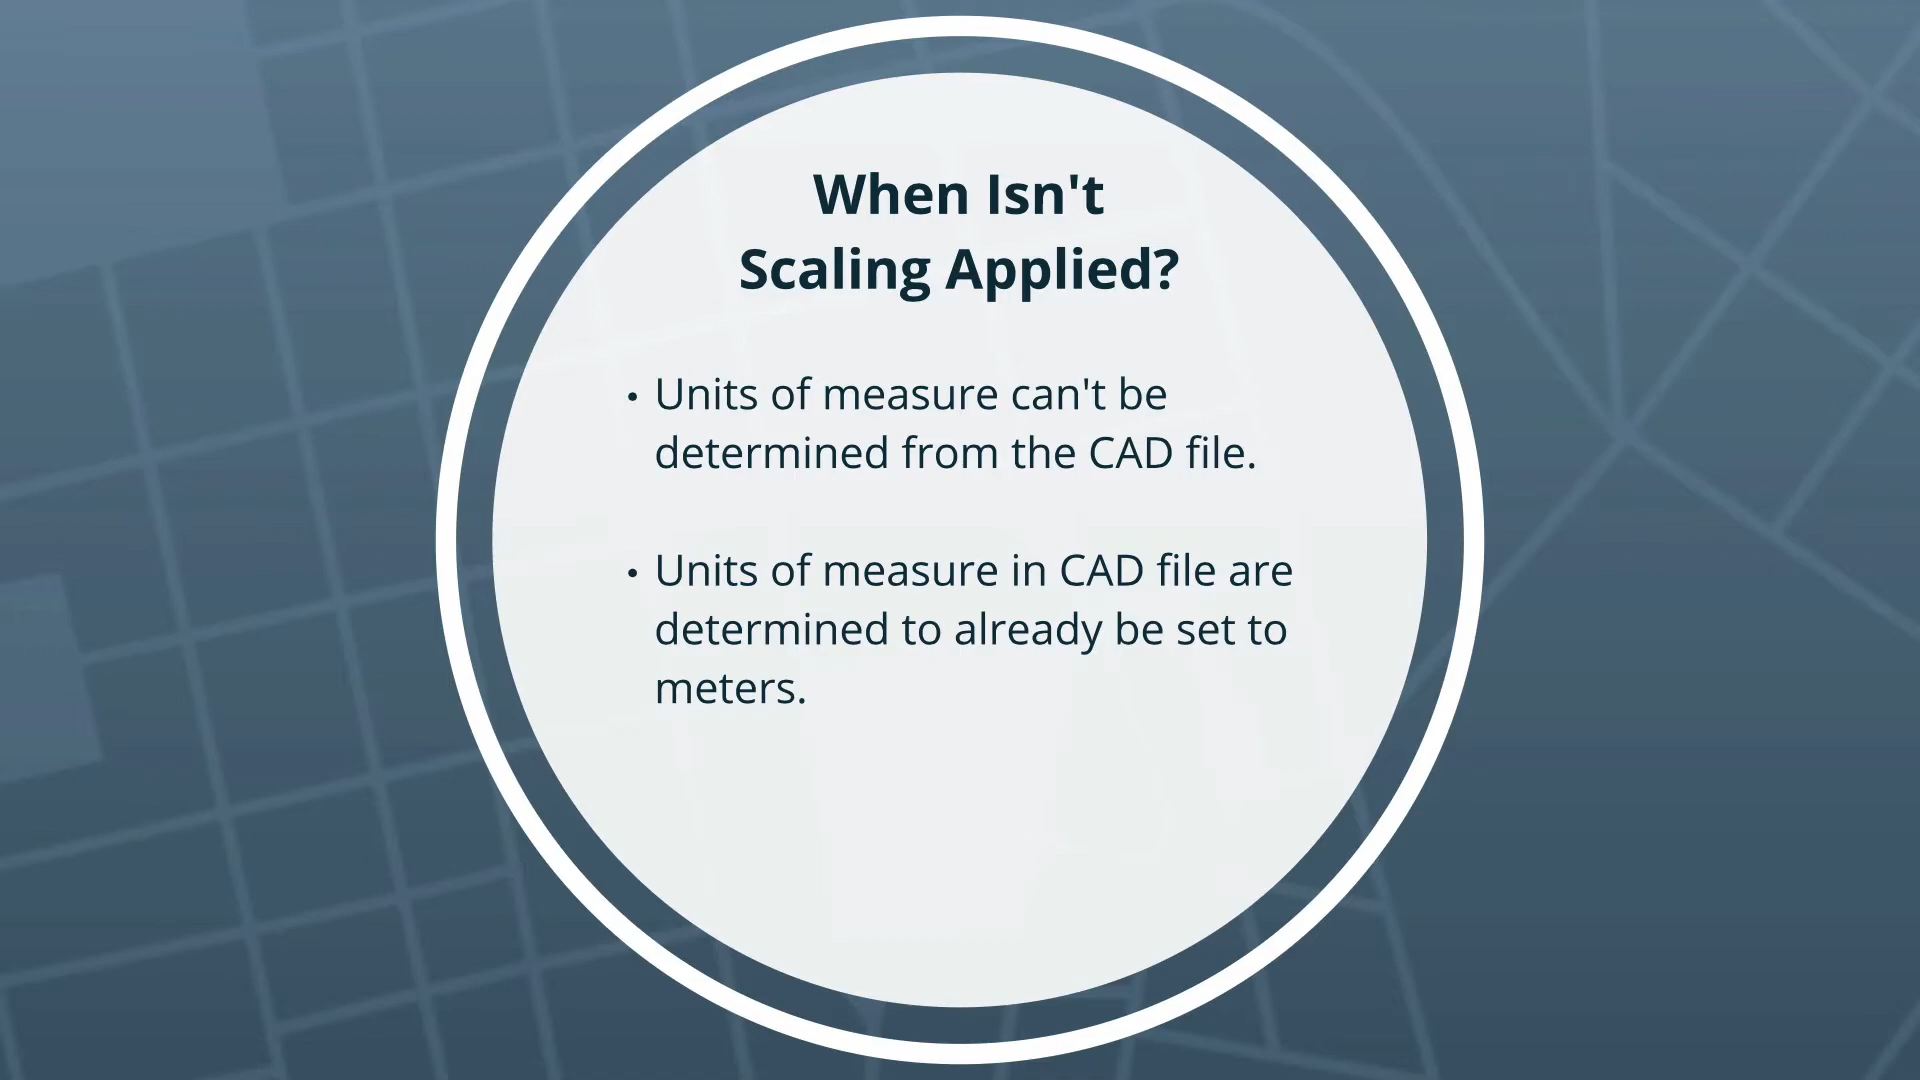 When Isn't
Scaling Applied?
• Units of measure can't be
determined from the CAD file.
• Units of measure in CAD file are
determined to already be set to
meters.